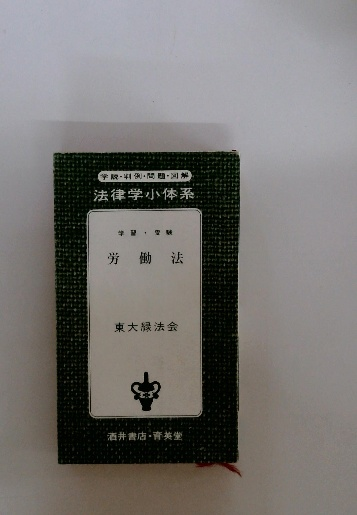 学説・判例・問題・図解
法律学小体系
学習・受験
労働法
東大緑法会
酒井書店・育英堂